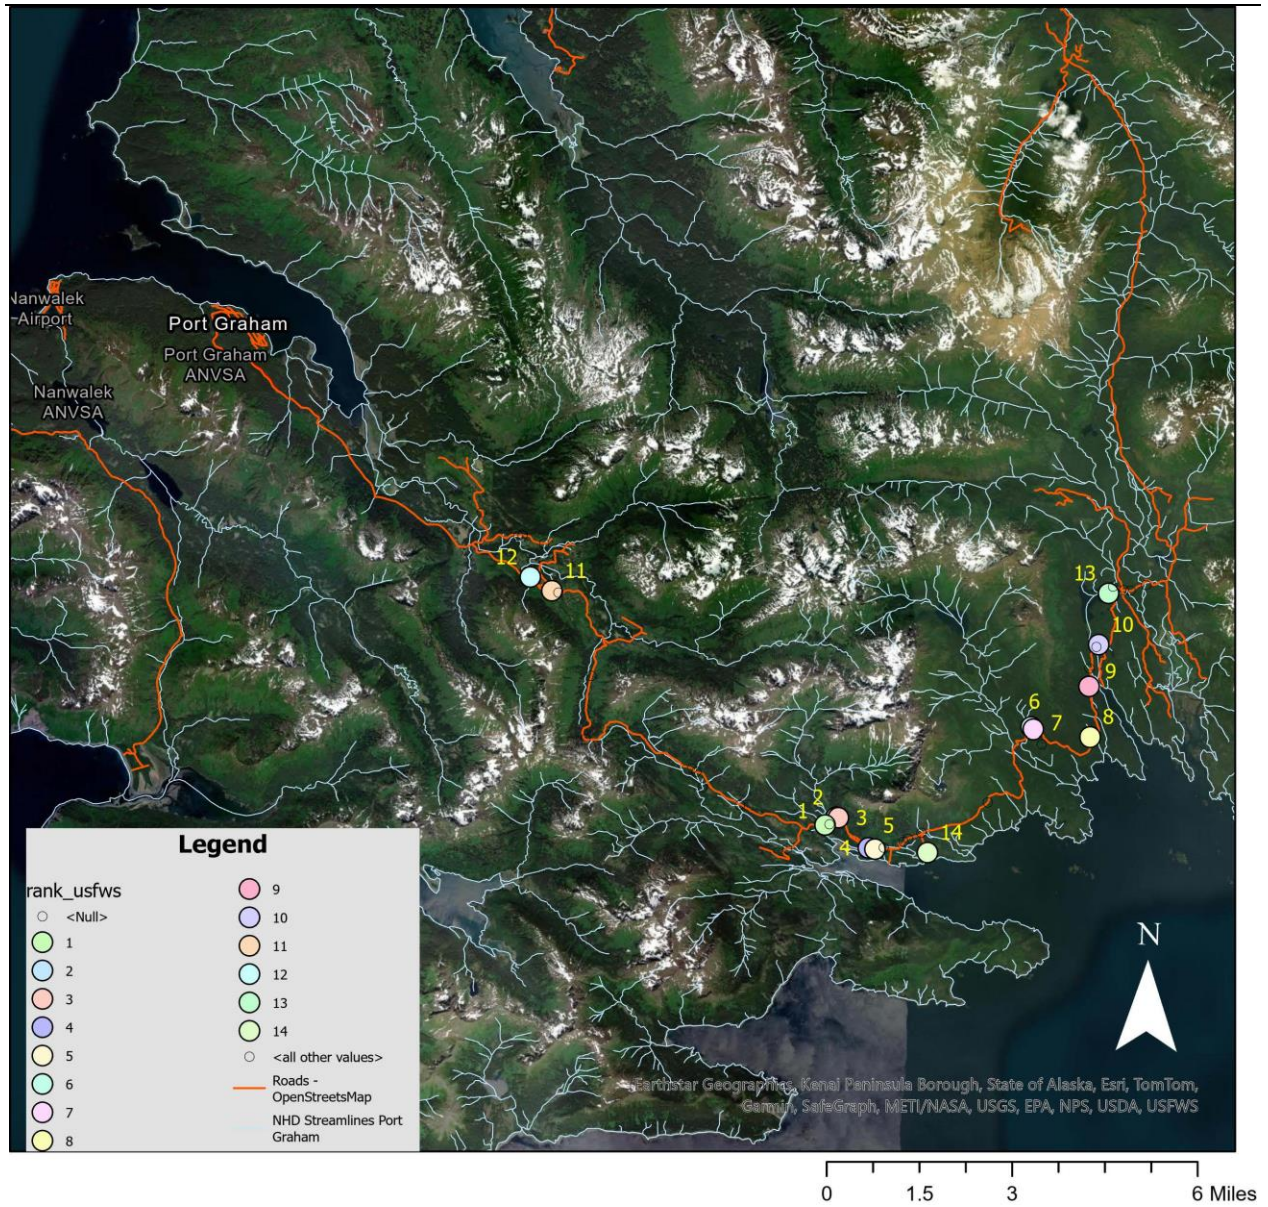 Nanwalek
Airport
Port Graham
Port Graham
ANVSA
Nanwalek
ANVSA
12
11
13
10
9
8
6
7
2
1
3
5
4
14
Legend
rank_usfws
<Null>
1
2
3
4
5
6
7
8
9
10
11
12
13
14
<all other values>
Roads -
OpenStreetsMap
NHD Streamlines Port
Graham
N
Earthstar Geographics, Kenai Peninsula Borough, State of Alaska, Esri, TomTom,
Garmin, SafeGraph, METI/NASA, USGS, EPA, NPS, USDA, USFWS
0 1.5 3 6 Miles